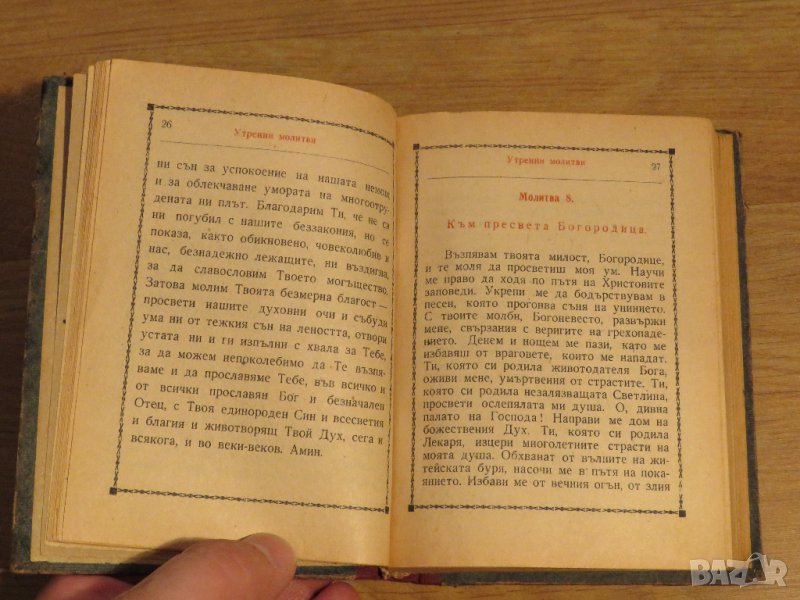 26
Утренни молитви
ни сън за успокоение на нашата немощ
и за облекчаване умората на многоотру-
дената ни плът. Благодарим Ти, че не си
ни погубил с нашите беззакония, но те
показа, както обикновено, човеколюбив и
нас, безнадежно лежащите, ни въздигна,
за да славословим Твоето могъщество.
Затова молим Твоята безмерна благост —
просвети нашите духовни очи и събуди
ума ни от тежкия сън на леността, отвори
устата ни и ги изпълни с хвала за Тебе,
за да можем непрколебимо да Те възпя-
ваме и да прославяме Тебе, във всичко и
от всички прославян Бог и безначален
Отец, с Твоя единороден Син и всесветия
и благия и животворящ Твой Дух, сега и
всякога, и во веки-веков. Амин.
Утренни молитви
27
Молитва 8.
Към пресвета Богородица.
Възпявам твоята милост, Богородице,
и те моля да просветиш моя ум. Научи
ме право да ходя по пътя на Христовите
заповеди. Укрепи ме да бодърствувам в
песен, която прогонва съня на унинието.
С твоите молби, Богоневесто, развържи
мене, свързания с веригите на грехопаде-
нието. Денем и нощем ме пази, като ме
избавяш от враговете, които ме нападат.
Ти, която си родила животодателя Бога,
оживи мене, умъртвения от страстите. Ти,
която си родила незалязващата Светлина,
просвети ослепялата ми душа. О, дивна
палато на Господа! Направи ме дом на
божествения Дух. Ти, която си родила
Лекаря, изцери многолетните страсти на
моята душа. Обхванат от вълните на жи-
тейската буря, насочи ме в пътя на пока-
янието. Избави ме от вечния огън, от злия
BAZAR